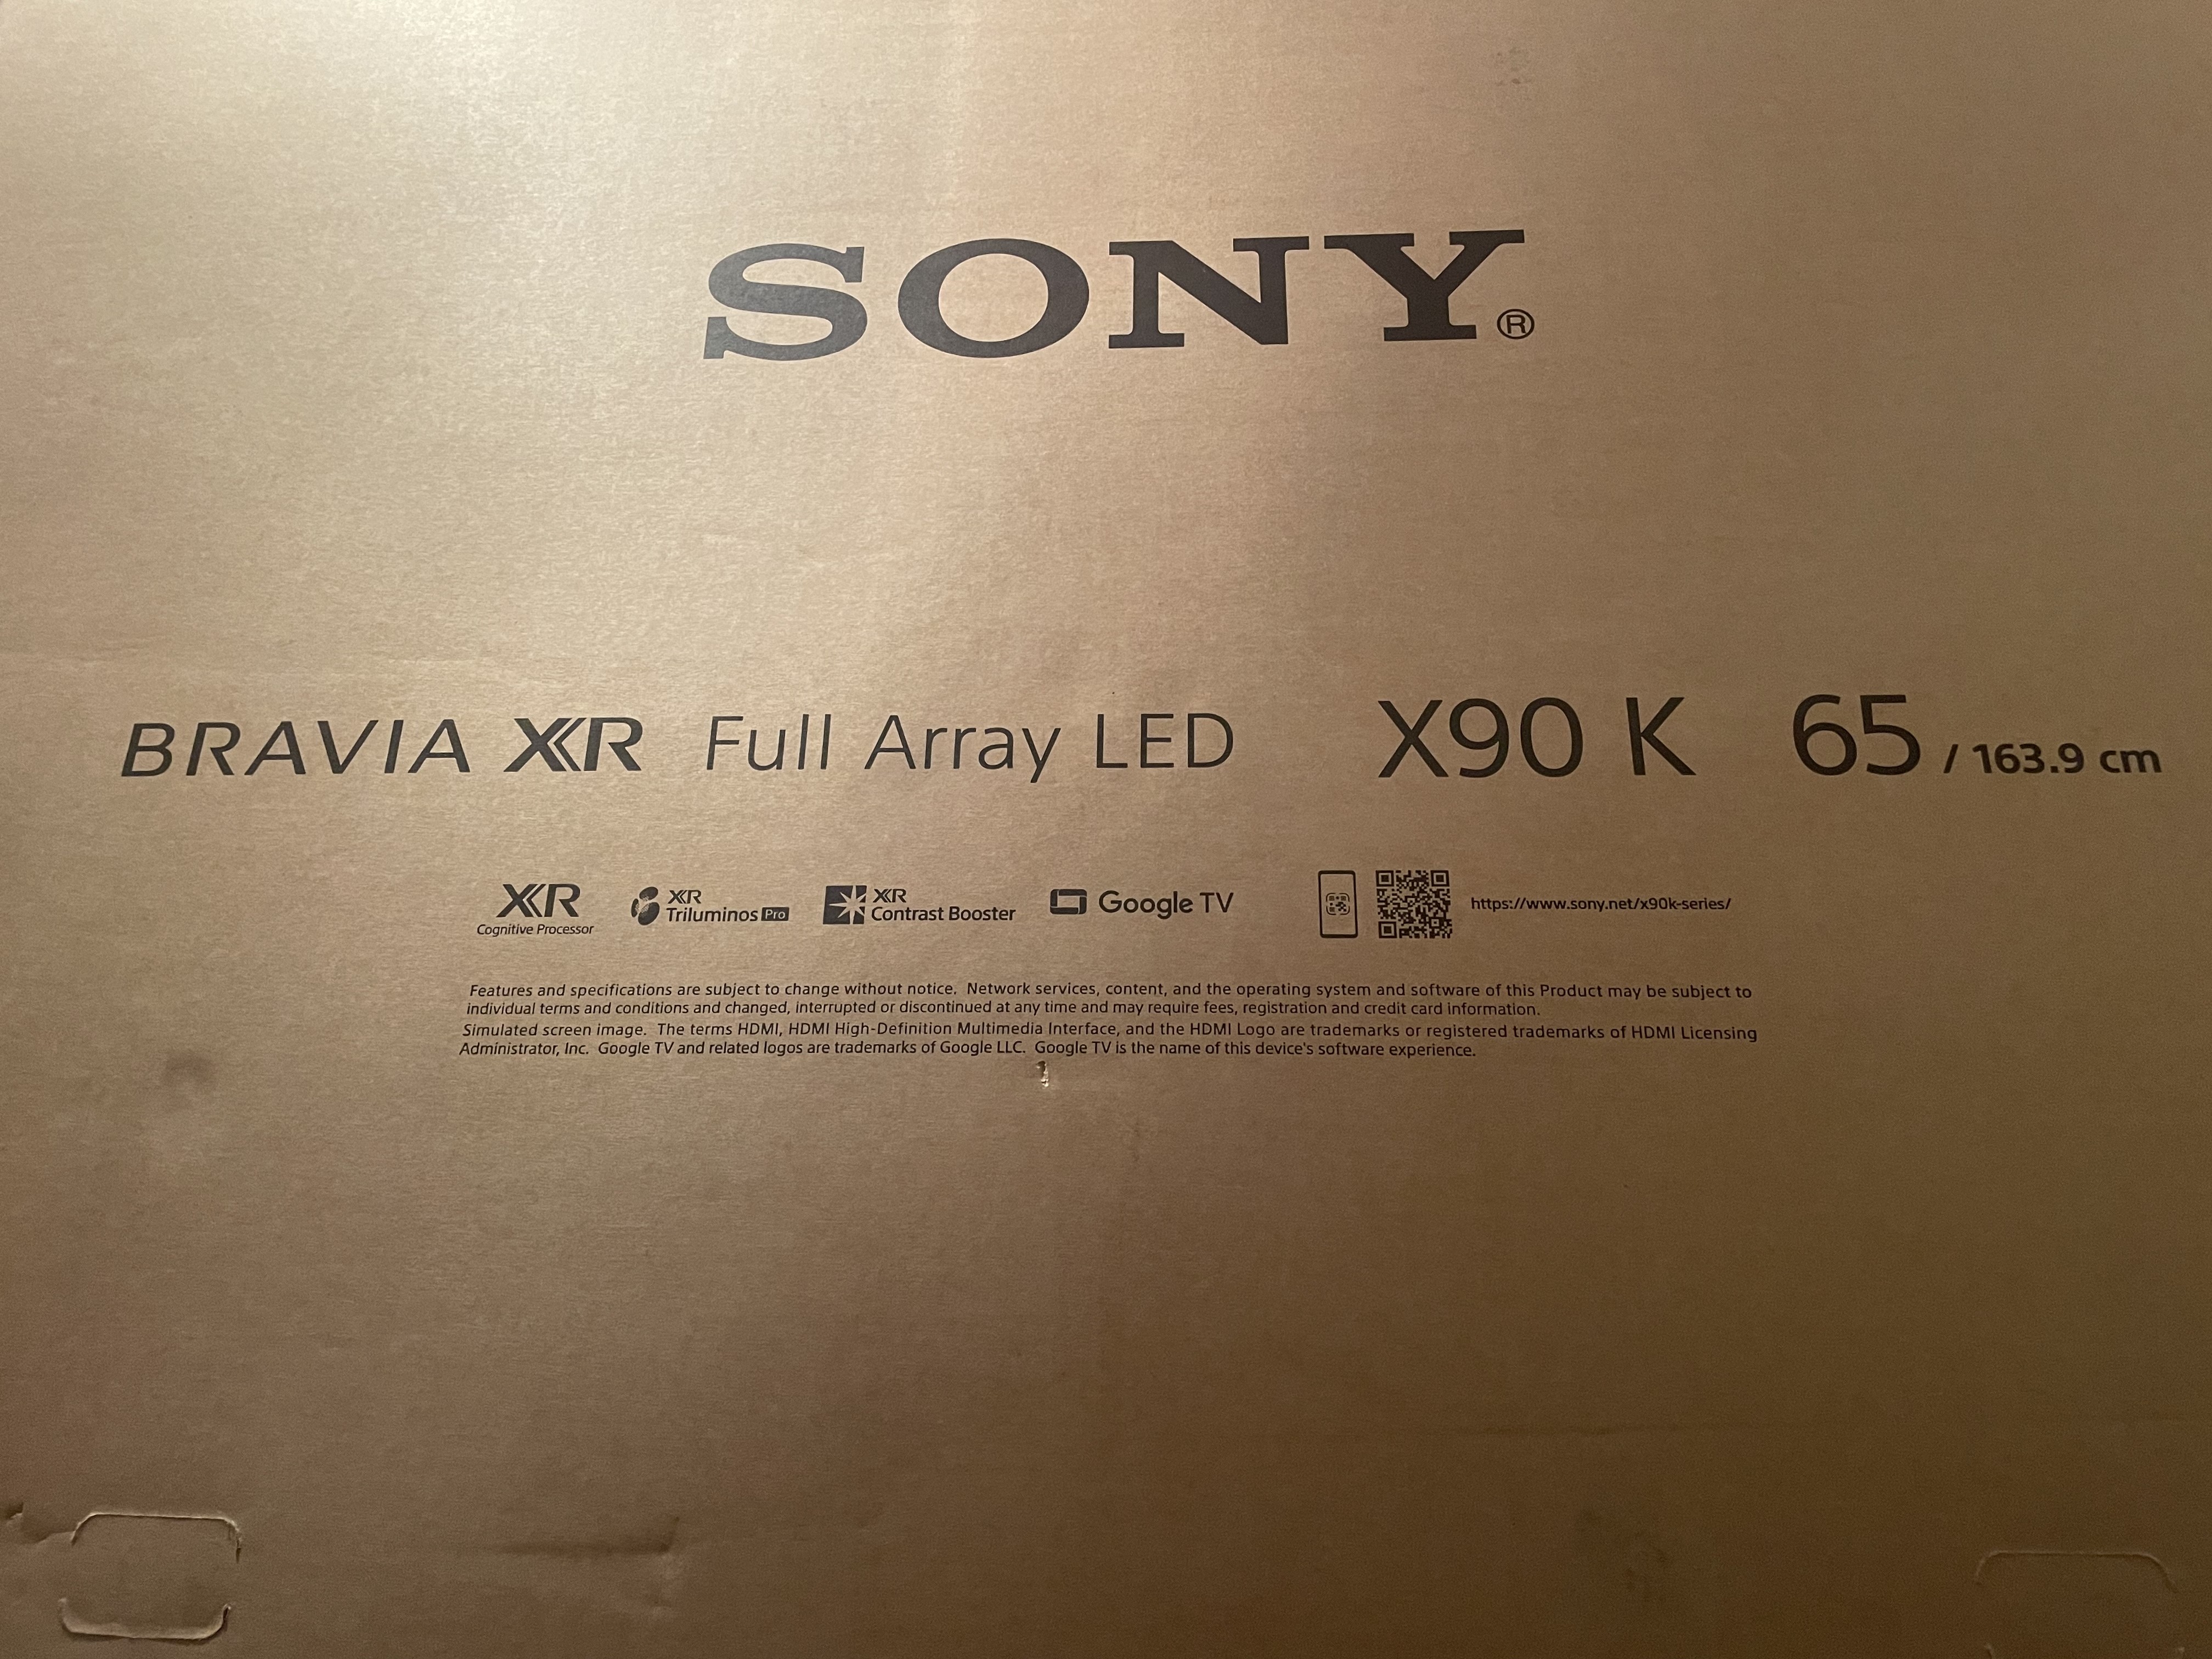 SONY®
BRAVIA XR Full Array LED X90 K 65 / 163.9 cm
XR
Cognitive Processor
XR
Triluminos Pro
XR
Contrast Booster
Google TV
https://www.sony.net/x90k-series/
Features and specifications are subject to change without notice. Network services, content, and the operating system and software of this Product may be subject to
individual terms and conditions and changed, interrupted or discontinued at any time and may require fees, registration and credit card information.
Simulated screen image. The terms HDMI, HDMI High-Definition Multimedia Interface, and the HDMI Logo are trademarks or registered trademarks of HDMI Licensing
Administrator, Inc. Google TV and related logos are trademarks of Google LLC. Google TV is the name of this device's software experience.